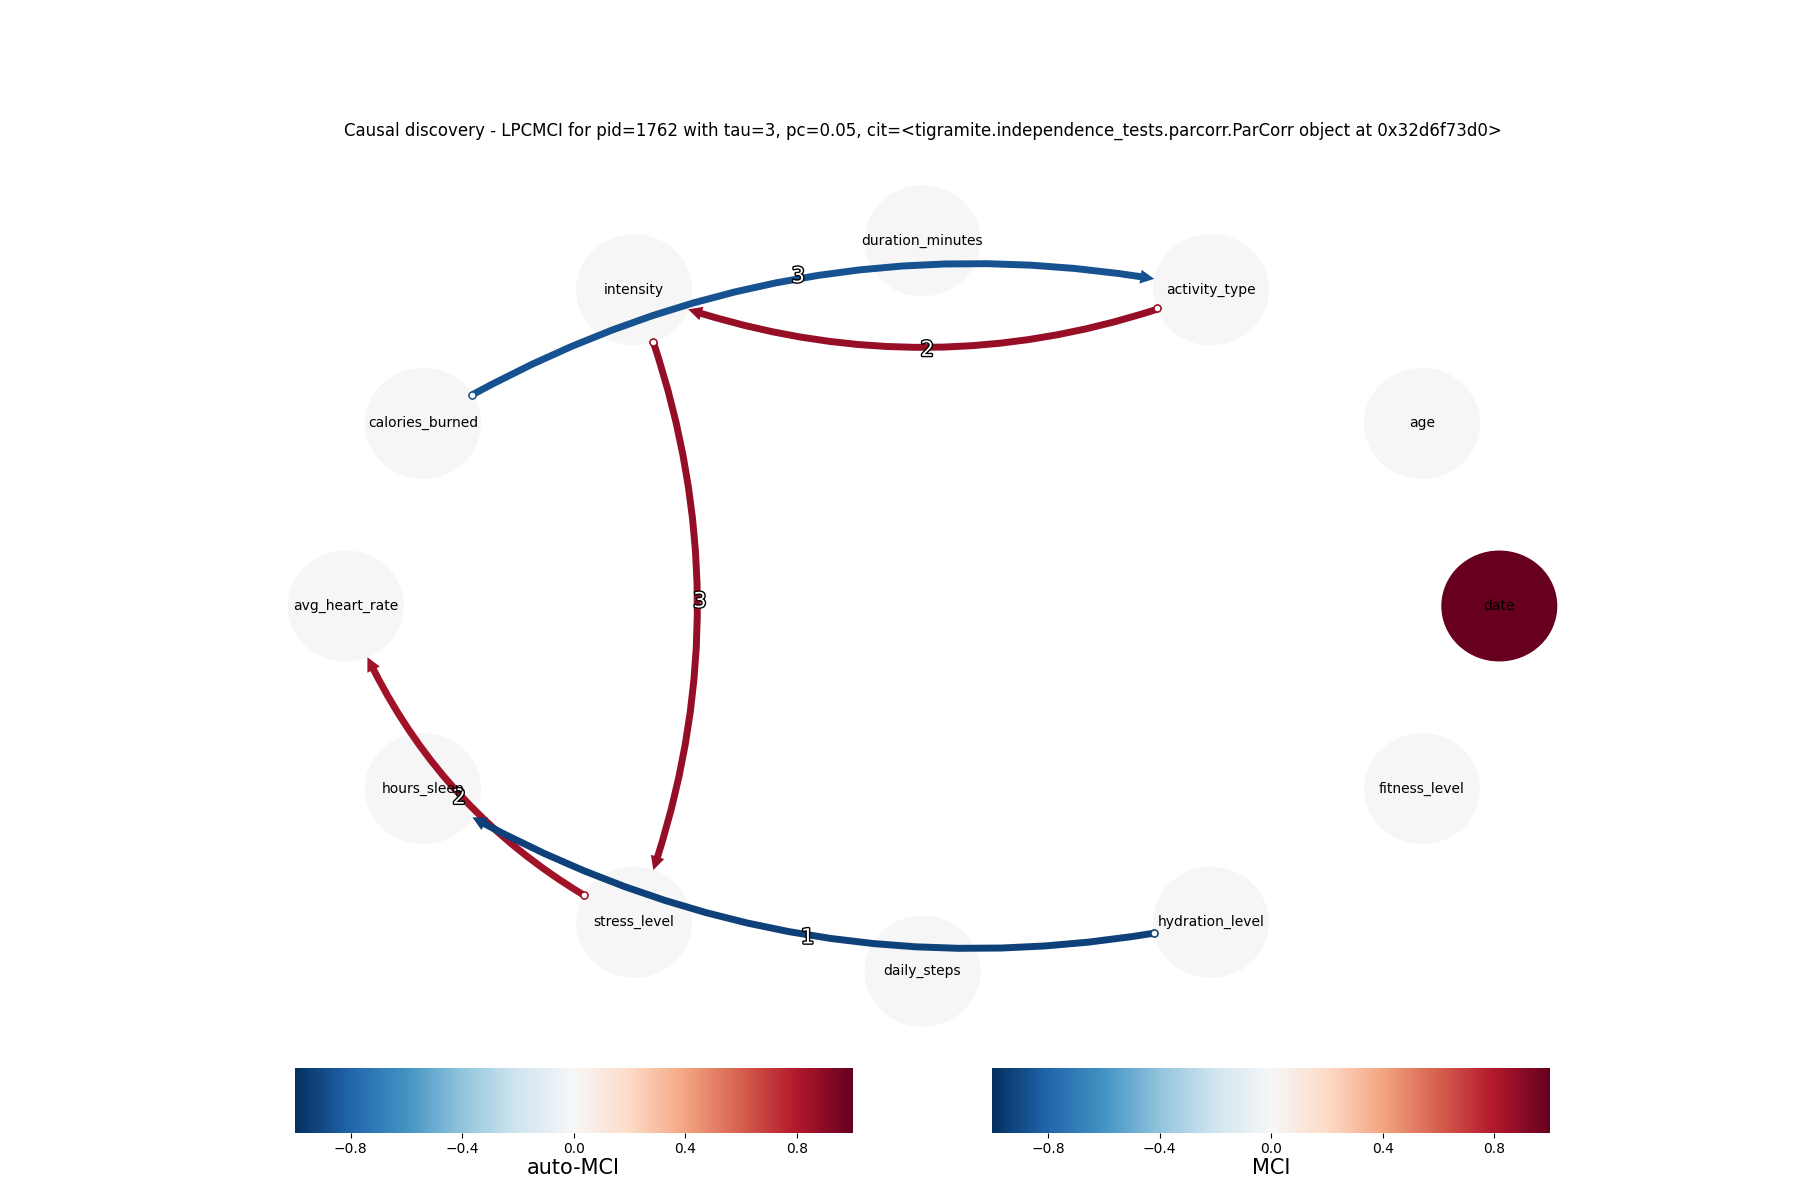 Causal discovery - LPCMCI for pid=1762 with tau=3, pc=0.05, cit=<tigramite.independence_tests.parcorr.ParCorr object at 0x32d6f73d0>
duration_minutes
3
intensity
activity_type
2
calories_burned
age
3
avg_heart_rate
date
hours_sleep
2
fitness_level
stress_level
hydration_level
1
daily_steps
−0.8 −0.4 0.0 0.4 0.8
auto-MCI
−0.8 −0.4 0.0 0.4 0.8
MCI